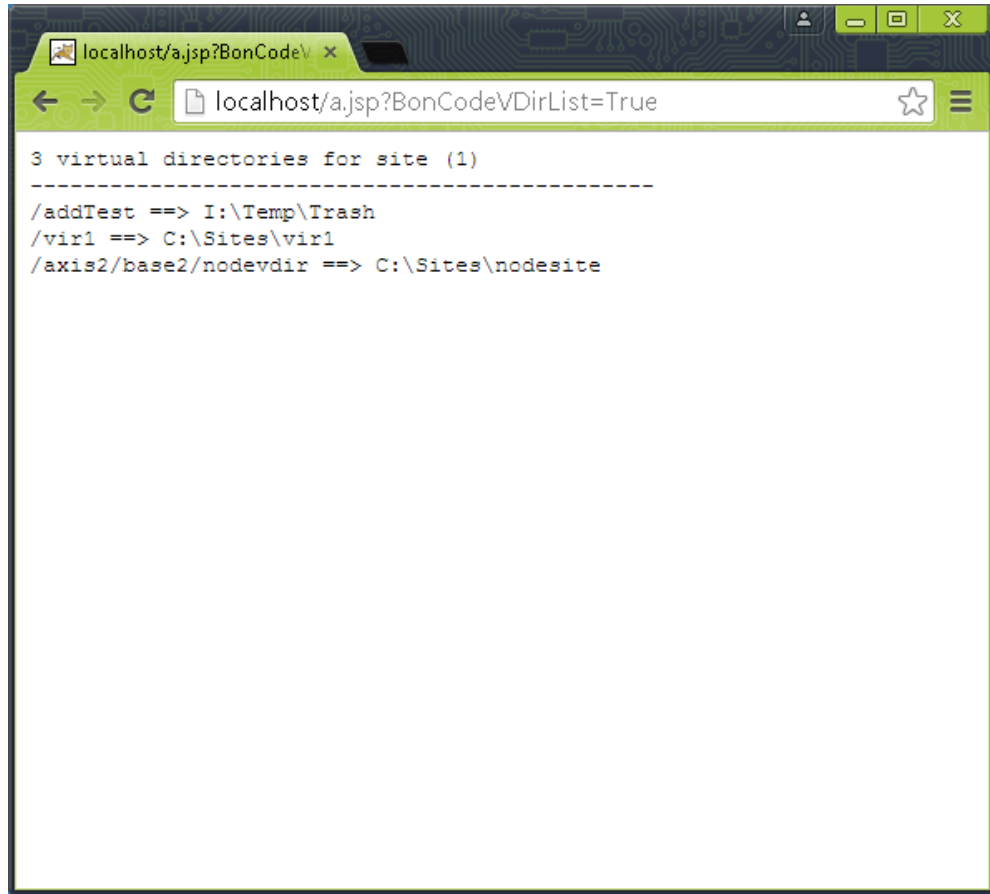 localhost/a.jsp?BonCodeV
localhost/a.jsp?BonCodeVDirList=True
3 virtual directories for site (1)
-----------------------------------------------
/addTest ==> I:\Temp\Trash
/vir1 ==> C:\Sites\vir1
/axis2/base2/nodevdir ==> C:\Sites\nodesite